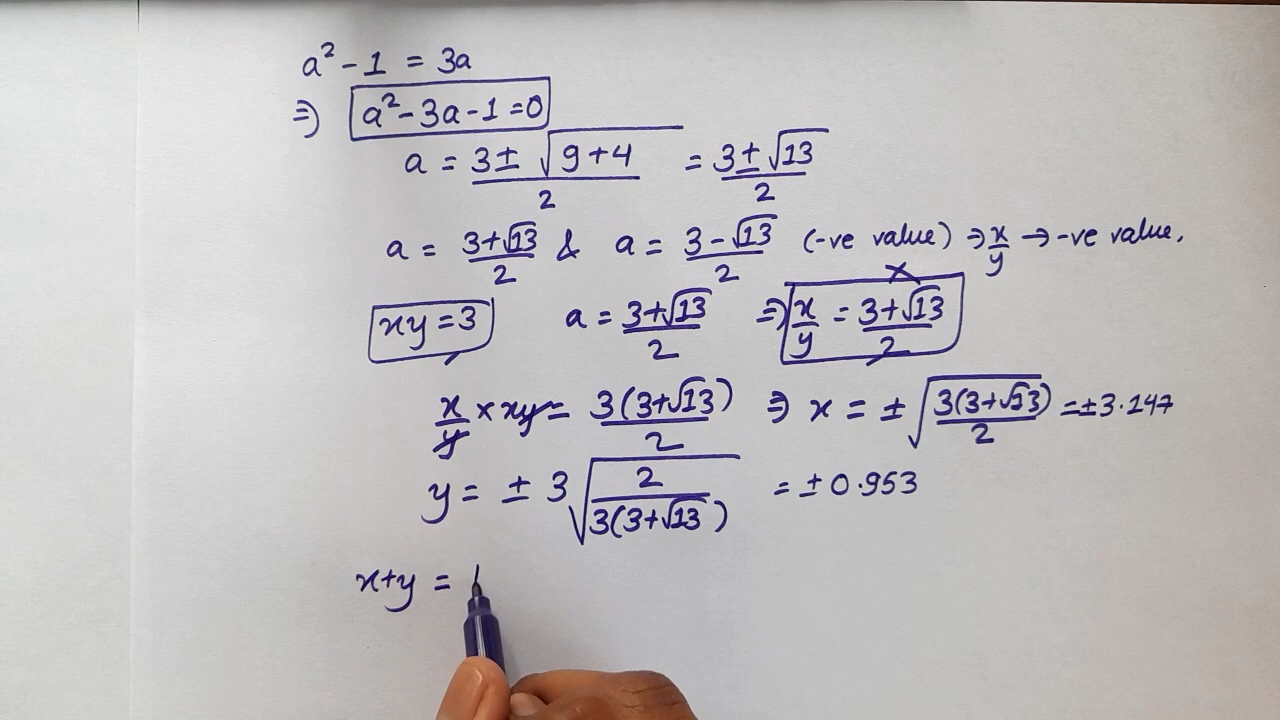 a² - 1 = 3a
⇒ a² - 3a - 1 = 0
a = (3 ± √(9+4))/2 = (3 ± √13)/2
a = (3+√13)/2 & a = (3-√13)/2 (-ve value) ⇒ x/y → -ve value.
xy = 3 a = (3+√13)/2 ⇒ x/y = (3+√13)/2
x/y × xy = 3(3+√13)/2 ⇒ x = ± √(3(3+√13)/2) = ±3.147
y = ± 3 √(2/(3(3+√13))) = ± 0.953
x+y =